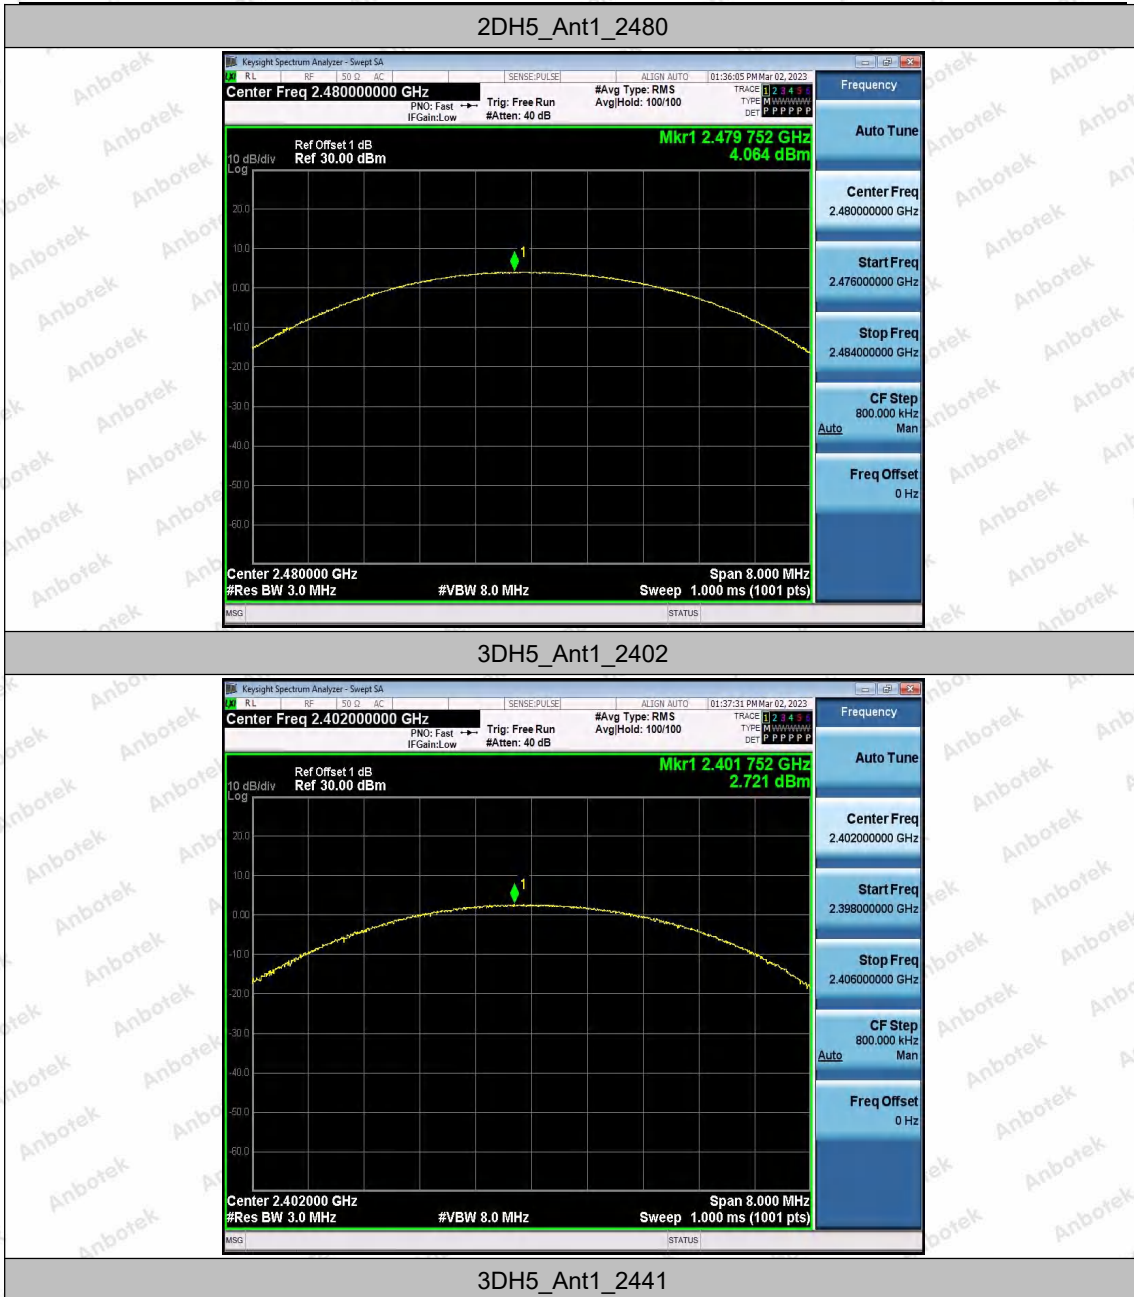 2DH5_Ant1_2480
Keysight Spectrum Analyzer - Swept SA
RL RF 50 Ω AC SENSE:PULSE ALIGN AUTO 01:36:05 PM Mar 02, 2023
Center Freq 2.480000000 GHz
PNO: Fast
IFGain:Low
Trig: Free Run
#Atten: 40 dB
#Avg Type: RMS
Avg|Hold: 100/100
TRACE 1 2 3 4 5 6
TYPE M WWWWW
DET P P P P P P
Ref Offset 1 dB
10 dB/div Ref 30.00 dBm
Log
Mkr1 2.479 752 GHz
4.064 dBm
20.0
10.0
1
0.00
-10.0
-20.0
-30.0
-40.0
-50.0
-60.0
Center 2.480000 GHz Span 8.000 MHz
#Res BW 3.0 MHz #VBW 8.0 MHz Sweep 1.000 ms (1001 pts)
MSG STATUS
Frequency
Auto Tune
Center Freq
2.480000000 GHz
Start Freq
2.476000000 GHz
Stop Freq
2.484000000 GHz
CF Step
800.000 kHz
Auto Man
Freq Offset
0 Hz
3DH5_Ant1_2402
Keysight Spectrum Analyzer - Swept SA
RL RF 50 Ω AC SENSE:PULSE ALIGN AUTO 01:37:31 PM Mar 02, 2023
Center Freq 2.402000000 GHz
PNO: Fast
IFGain:Low
Trig: Free Run
#Atten: 40 dB
#Avg Type: RMS
Avg|Hold: 100/100
TRACE 1 2 3 4 5 6
TYPE M WWWWW
DET P P P P P P
Ref Offset 1 dB
10 dB/div Ref 30.00 dBm
Log
Mkr1 2.401 752 GHz
2.721 dBm
20.0
10.0
1
0.00
-10.0
-20.0
-30.0
-40.0
-50.0
-60.0
Center 2.402000 GHz Span 8.000 MHz
#Res BW 3.0 MHz #VBW 8.0 MHz Sweep 1.000 ms (1001 pts)
MSG STATUS
Frequency
Auto Tune
Center Freq
2.402000000 GHz
Start Freq
2.398000000 GHz
Stop Freq
2.406000000 GHz
CF Step
800.000 kHz
Auto Man
Freq Offset
0 Hz
3DH5_Ant1_2441